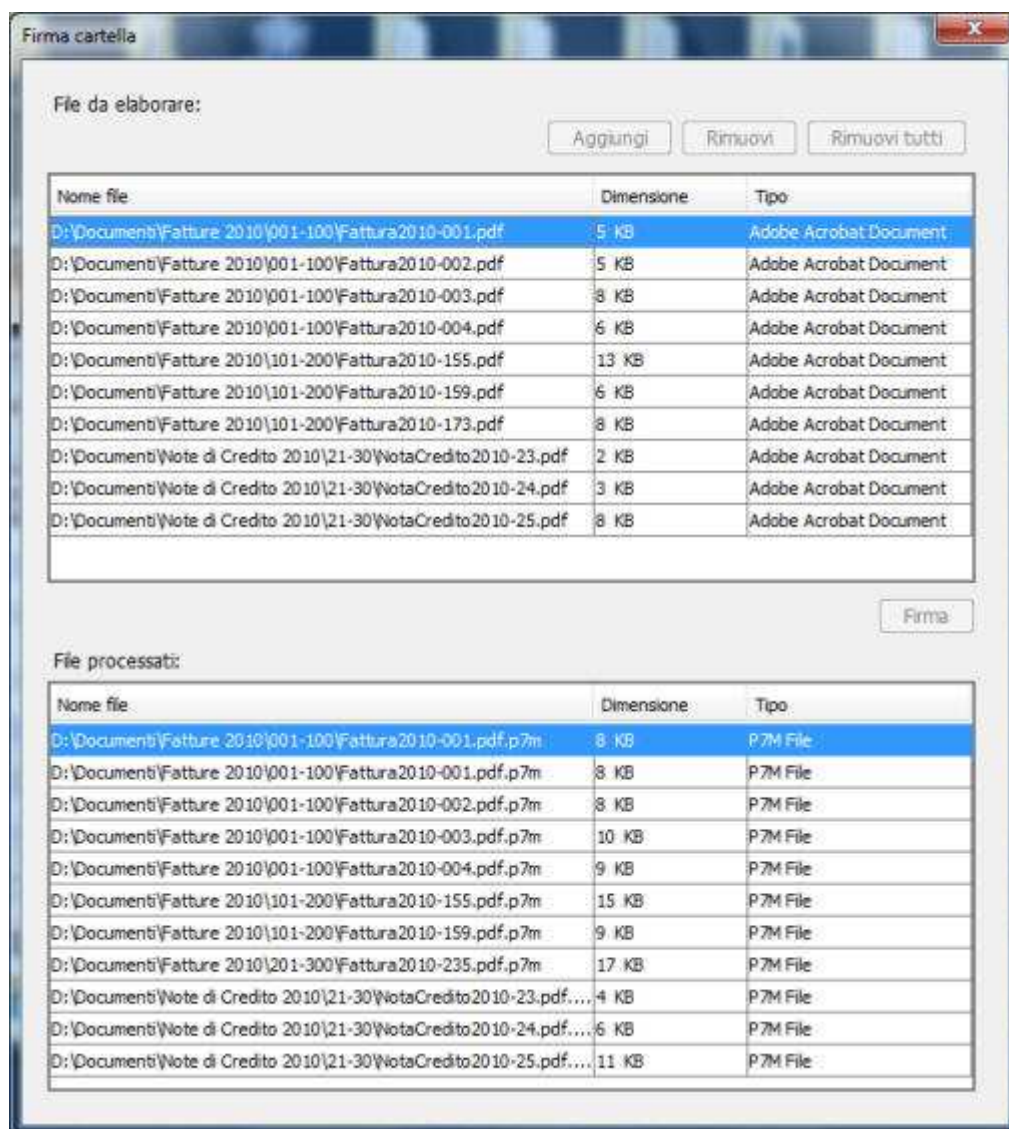 Firma cartella
File da elaborare:
Aggiungi Rimuovi Rimuovi tutti
Nome file Dimensione Tipo
D:\Documenti\Fatture 2010\001-100\Fattura2010-001.pdf 5 KB Adobe Acrobat Document
D:\Documenti\Fatture 2010\001-100\Fattura2010-002.pdf 5 KB Adobe Acrobat Document
D:\Documenti\Fatture 2010\001-100\Fattura2010-003.pdf 8 KB Adobe Acrobat Document
D:\Documenti\Fatture 2010\001-100\Fattura2010-004.pdf 6 KB Adobe Acrobat Document
D:\Documenti\Fatture 2010\101-200\Fattura2010-155.pdf 13 KB Adobe Acrobat Document
D:\Documenti\Fatture 2010\101-200\Fattura2010-159.pdf 6 KB Adobe Acrobat Document
D:\Documenti\Fatture 2010\101-200\Fattura2010-173.pdf 8 KB Adobe Acrobat Document
D:\Documenti\Note di Credito 2010\21-30\NotaCredito2010-23.pdf 2 KB Adobe Acrobat Document
D:\Documenti\Note di Credito 2010\21-30\NotaCredito2010-24.pdf 3 KB Adobe Acrobat Document
D:\Documenti\Note di Credito 2010\21-30\NotaCredito2010-25.pdf 8 KB Adobe Acrobat Document
Firma
File processati:
Nome file Dimensione Tipo
D:\Documenti\Fatture 2010\001-100\Fattura2010-001.pdf.p7m 8 KB P7M File
D:\Documenti\Fatture 2010\001-100\Fattura2010-001.pdf.p7m 8 KB P7M File
D:\Documenti\Fatture 2010\001-100\Fattura2010-002.pdf.p7m 8 KB P7M File
D:\Documenti\Fatture 2010\001-100\Fattura2010-003.pdf.p7m 10 KB P7M File
D:\Documenti\Fatture 2010\001-100\Fattura2010-004.pdf.p7m 9 KB P7M File
D:\Documenti\Fatture 2010\101-200\Fattura2010-155.pdf.p7m 15 KB P7M File
D:\Documenti\Fatture 2010\101-200\Fattura2010-159.pdf.p7m 9 KB P7M File
D:\Documenti\Fatture 2010\201-300\Fattura2010-235.pdf.p7m 17 KB P7M File
D:\Documenti\Note di Credito 2010\21-30\NotaCredito2010-23.pdf.... 4 KB P7M File
D:\Documenti\Note di Credito 2010\21-30\NotaCredito2010-24.pdf.... 6 KB P7M File
D:\Documenti\Note di Credito 2010\21-30\NotaCredito2010-25.pdf.... 11 KB P7M File